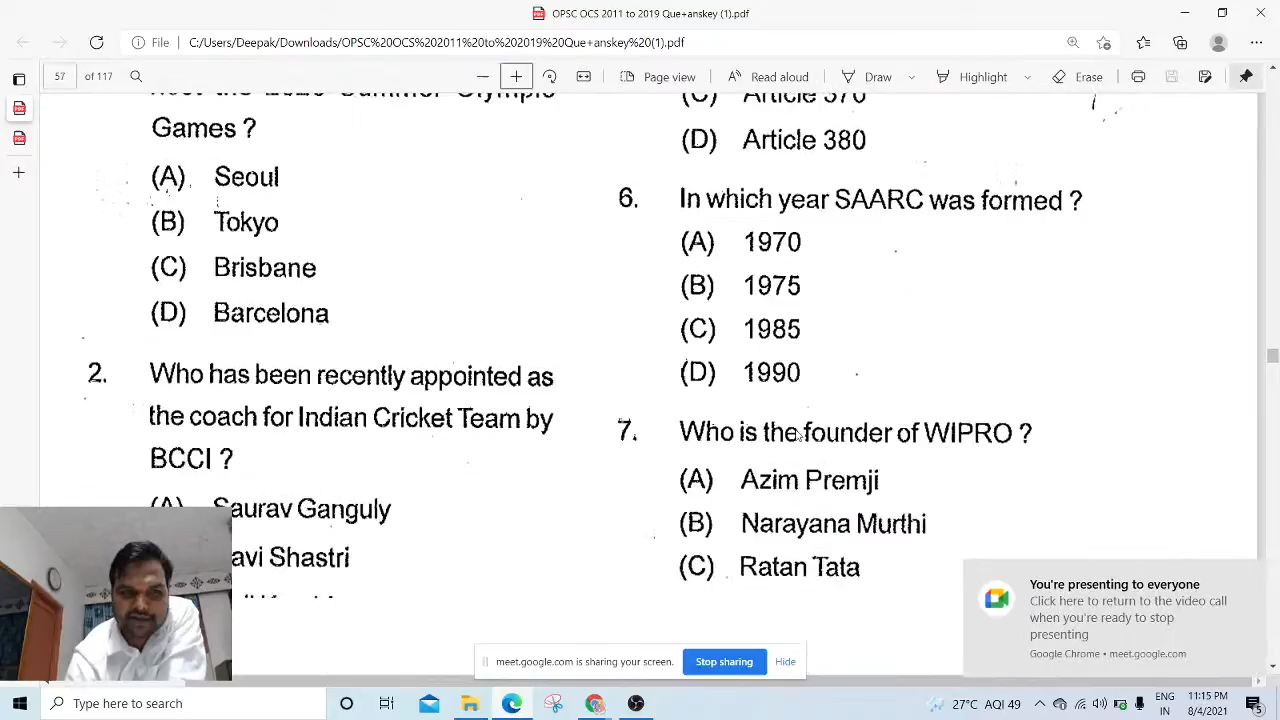 OPSC OCS 2011 to 2019 Que+anskey (1).pdf
File C:/Users/Deepak/Downloads/OPSC%20OCS%202011%20to%202019%20Que+anskey%20(1).pdf
57 of 117 Page view Read aloud Draw Highlight Erase
Games ?
(A) Seoul
(B) Tokyo
(C) Brisbane
(D) Barcelona
2. Who has been recently appointed as
the coach for Indian Cricket Team by
BCCI ?
(A) Saurav Ganguly
avi Shastri
(C) Article 370
(D) Article 380
6. In which year SAARC was formed ?
(A) 1970
(B) 1975
(C) 1985
(D) 1990
7. Who is the founder of WIPRO ?
(A) Azim Premji
(B) Narayana Murthi
(C) Ratan Tata
You're presenting to everyone
Click here to return to the video call
when you're ready to stop
presenting
Google Chrome • meet.google.com
meet.google.com is sharing your screen. Stop sharing Hide
Type here to search
27°C AQI 49
ENG
IN
11:15 PM
8/4/2021
5